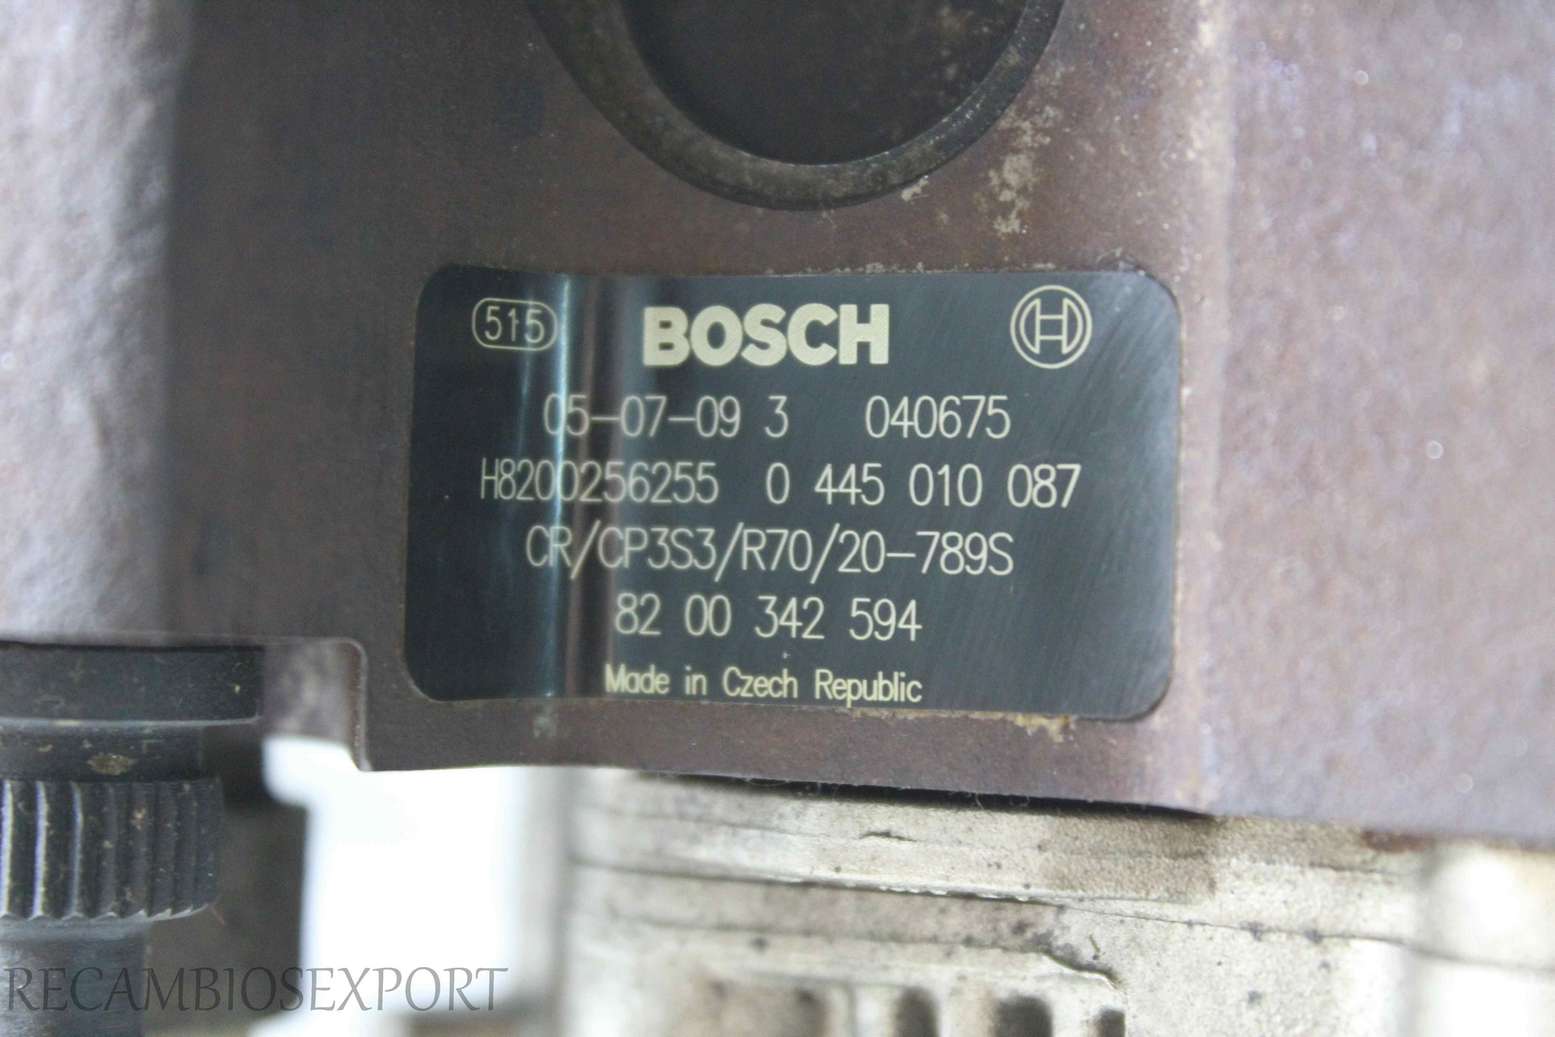 515 BOSCH
05-07-09 3 040675
H8200256255 0 445 010 087
CR/CP3S3/R70/20-789S
82 00 342 594
Made in Czech Republic
RECAMBIOSEXPORT